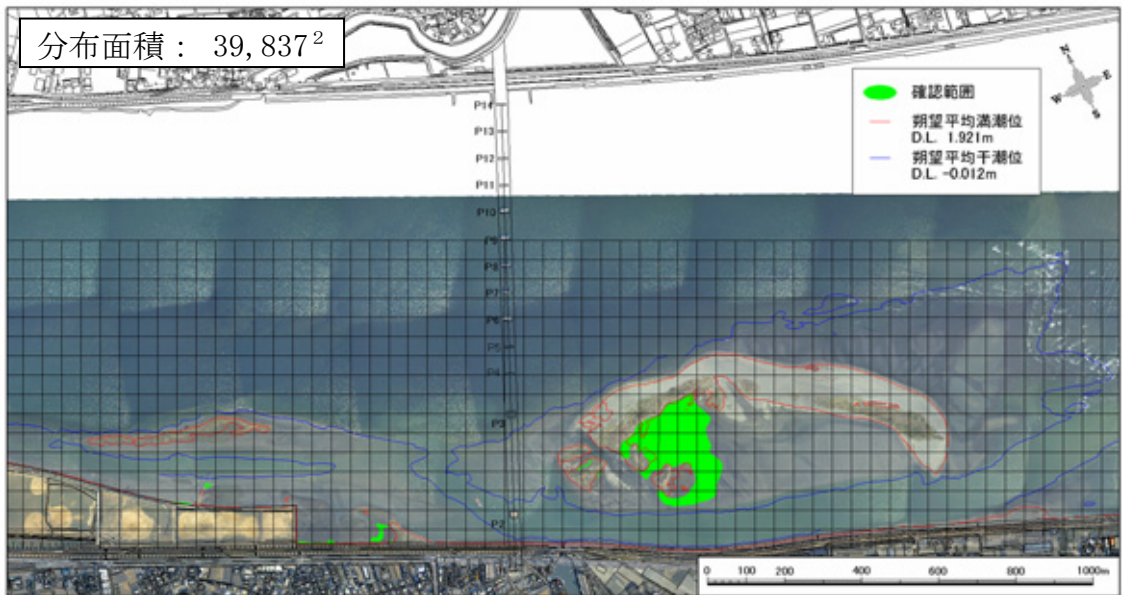 分布面積： 39,837²
N
W
E
S
確認範囲
朔望平均満潮位
D.L. 1.921m
朔望平均干潮位
D.L. -0.012m
P14
P13
P12
P11
P10
P9
P8
P7
P6
P5
P4
P3
P2
0 100 200 400 600 800 1000m